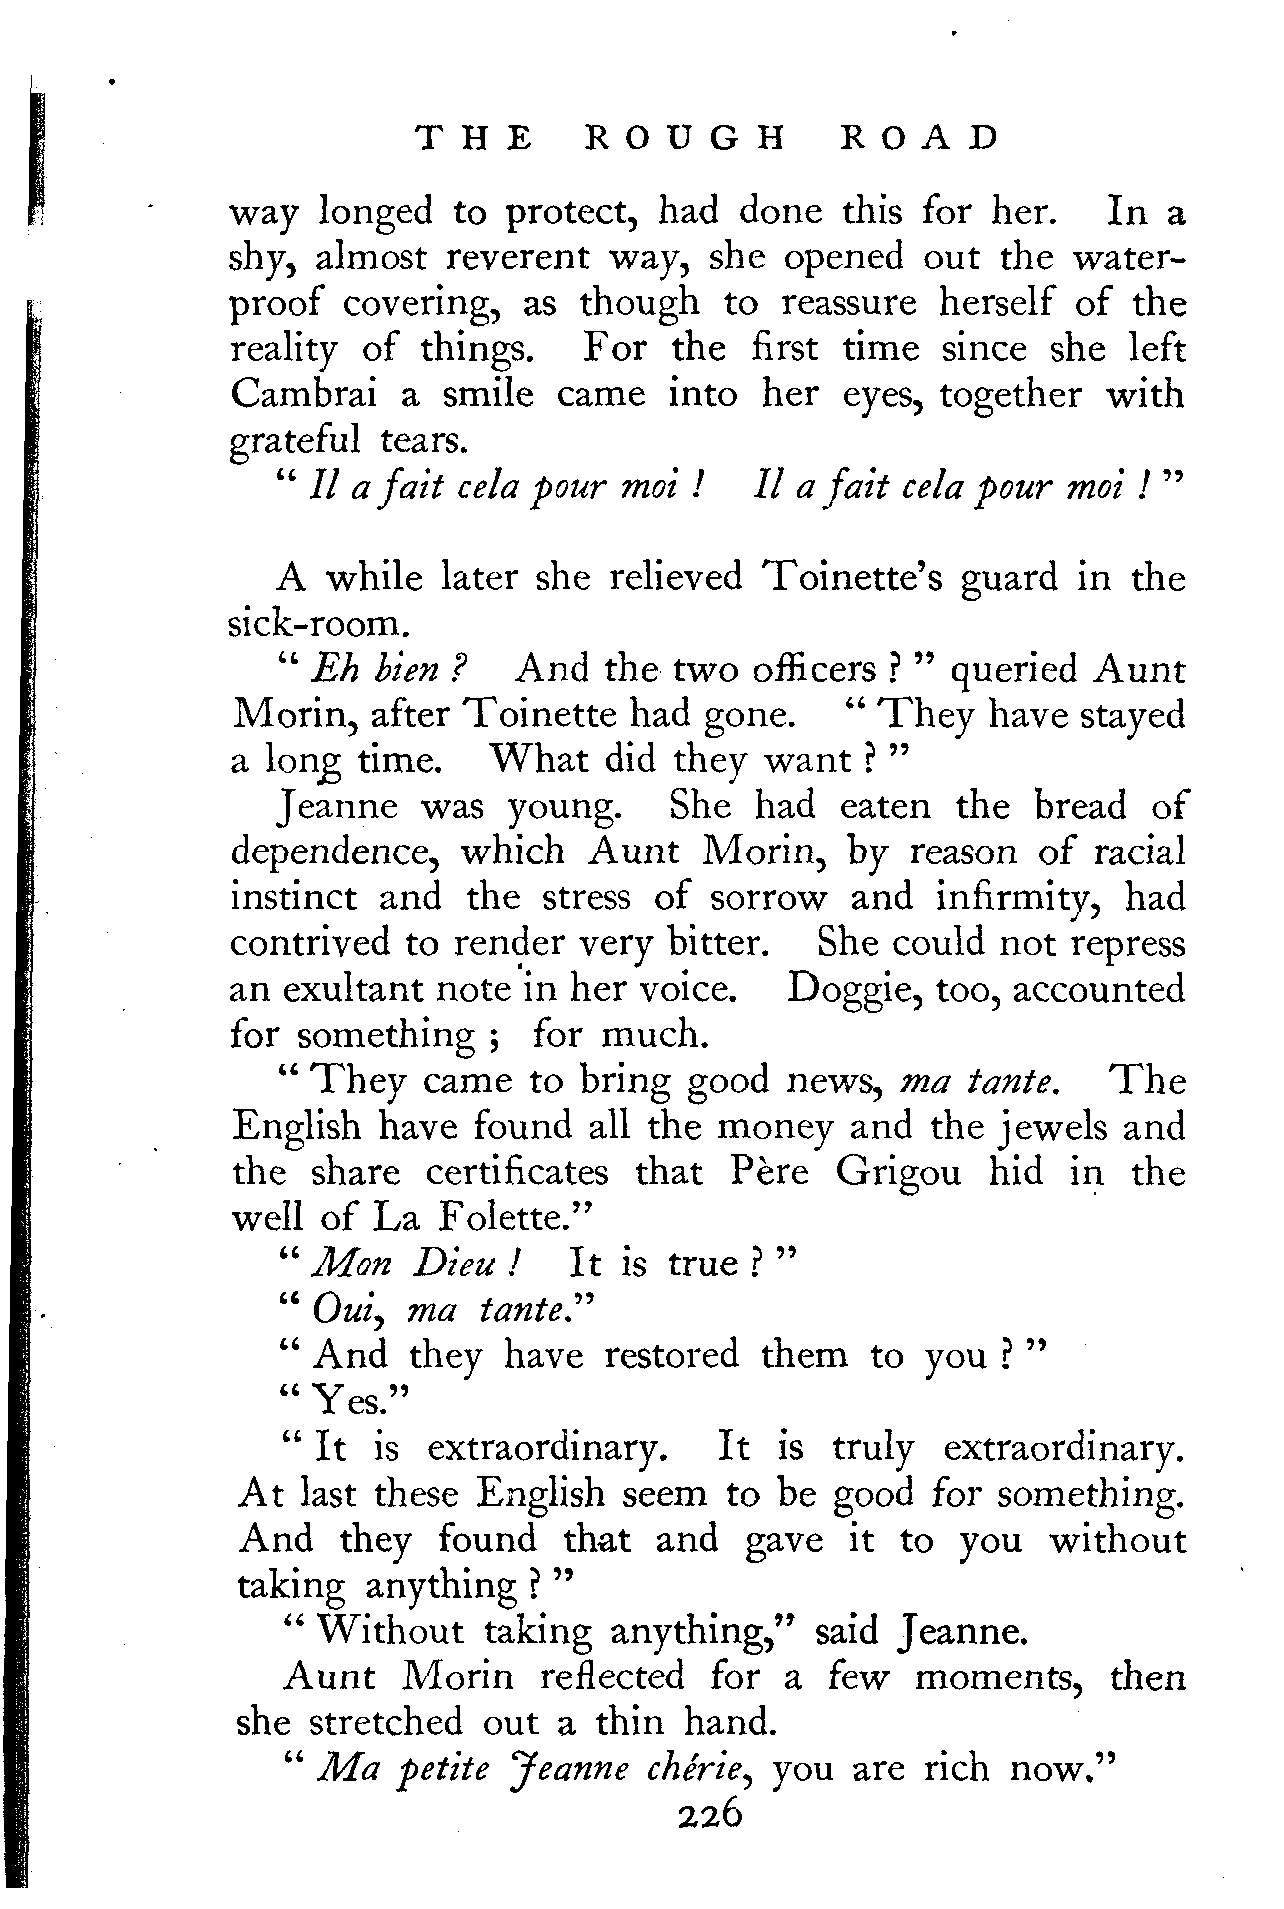 THE ROUGH ROAD
way longed to protect, had done this for her. In a
shy, almost reverent way, she opened out the water-
proof covering, as though to reassure herself of the
reality of things. For the first time since she left
Cambrai a smile came into her eyes, together with
grateful tears.
“ Il a fait cela pour moi ! Il a fait cela pour moi ! ”
A while later she relieved Toinette’s guard in the
sick-room.
“ Eh bien ? And the two officers ? ” queried Aunt
Morin, after Toinette had gone. “ They have stayed
a long time. What did they want ? ”
Jeanne was young. She had eaten the bread of
dependence, which Aunt Morin, by reason of racial
instinct and the stress of sorrow and infirmity, had
contrived to render very bitter. She could not repress
an exultant note in her voice. Doggie, too, accounted
for something ; for much.
“ They came to bring good news, ma tante. The
English have found all the money and the jewels and
the share certificates that Père Grigou hid in the
well of La Folette.”
“ Mon Dieu ! It is true ? ”
“ Oui, ma tante.”
“ And they have restored them to you ? ”
“ Yes.”
“ It is extraordinary. It is truly extraordinary.
At last these English seem to be good for something.
And they found that and gave it to you without
taking anything ? ”
“ Without taking anything,” said Jeanne.
Aunt Morin reflected for a few moments, then
she stretched out a thin hand.
“ Ma petite Jeanne chérie, you are rich now.”
226